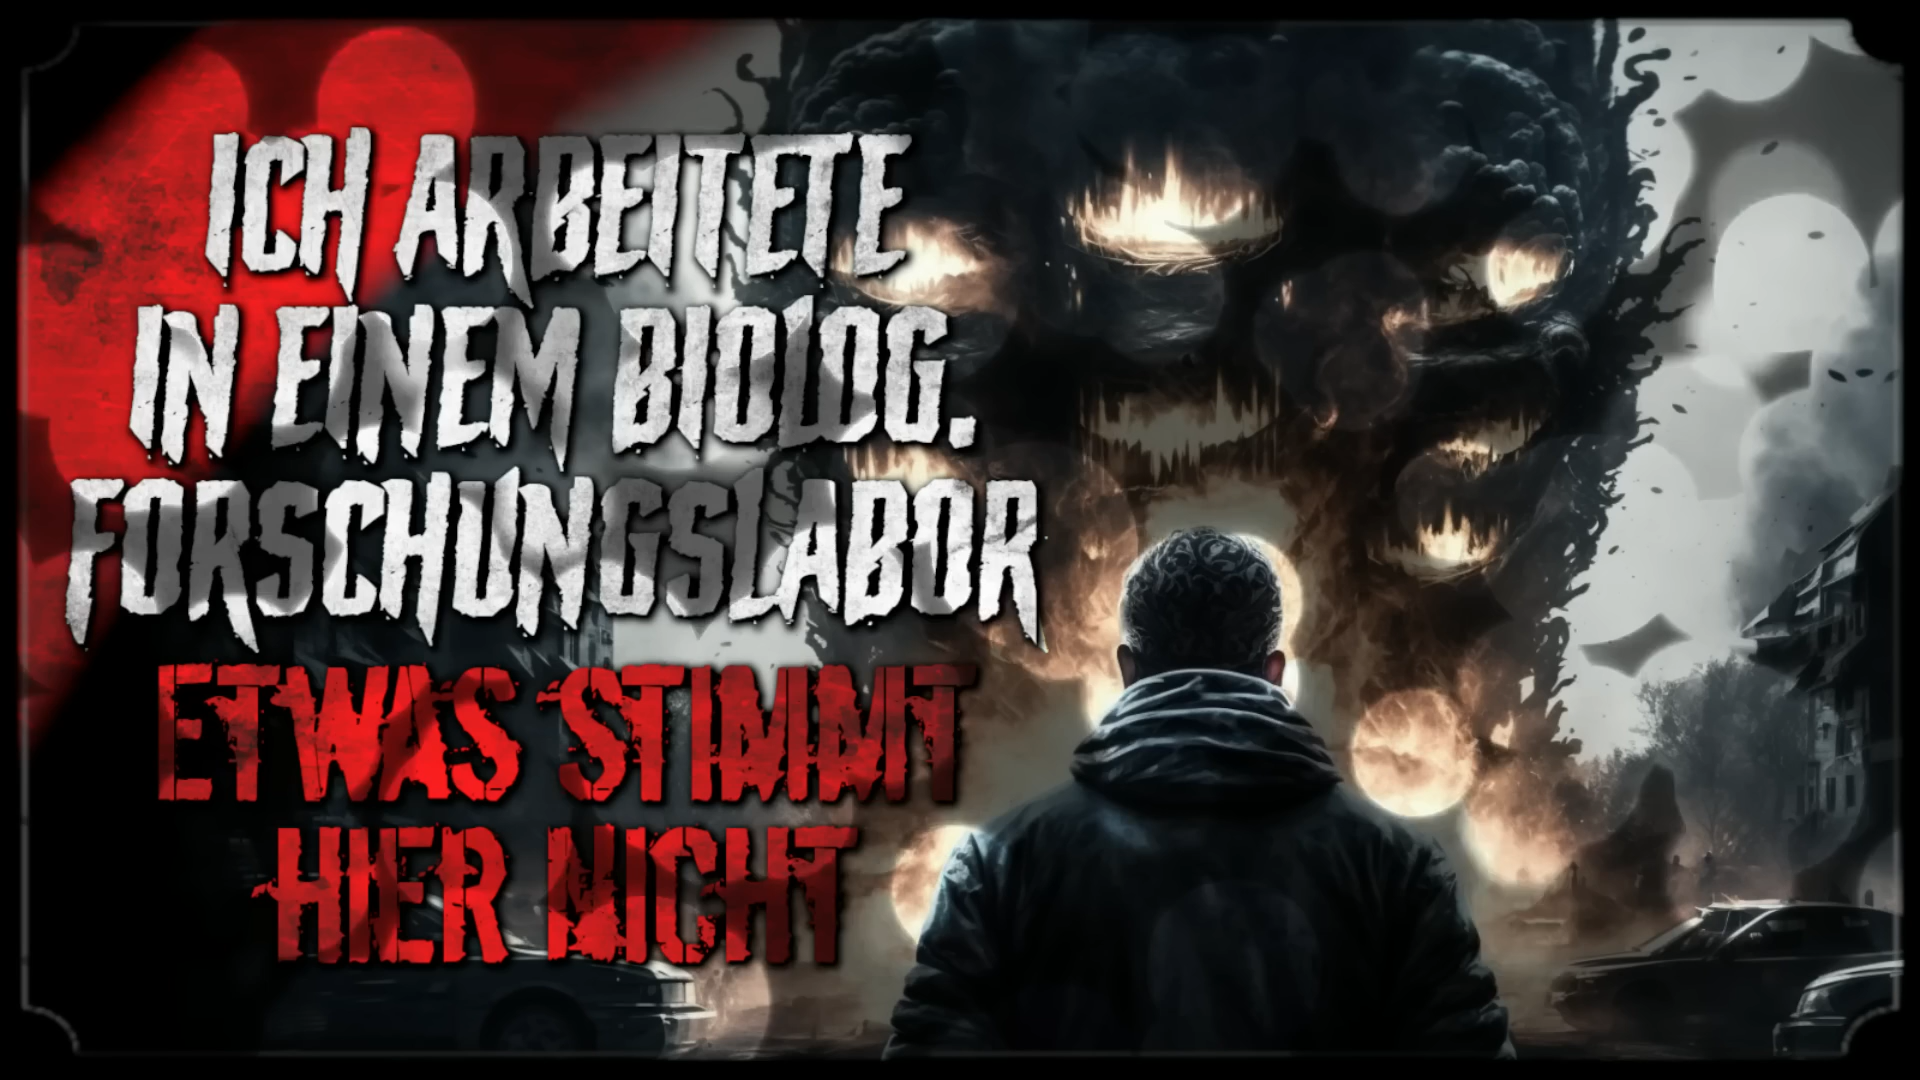 ICH ARBEITETE
IN EINEM BIOLOG.
FORSCHUNGSLABOR
ETWAS STIMMT
HIER NICHT